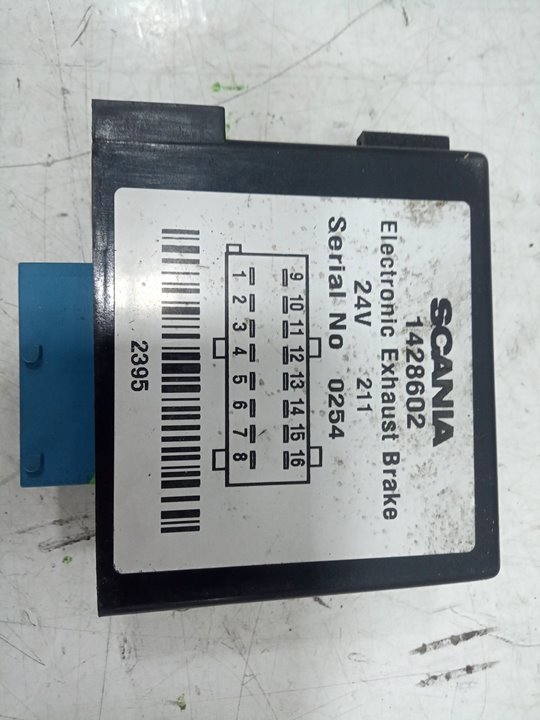 SCANIA
1428602
Electronic Exhaust Brake
24V 211
Serial No 0254
9 10 11 12 13 14 15 16
1 2 3 4 5 6 7 8
2395